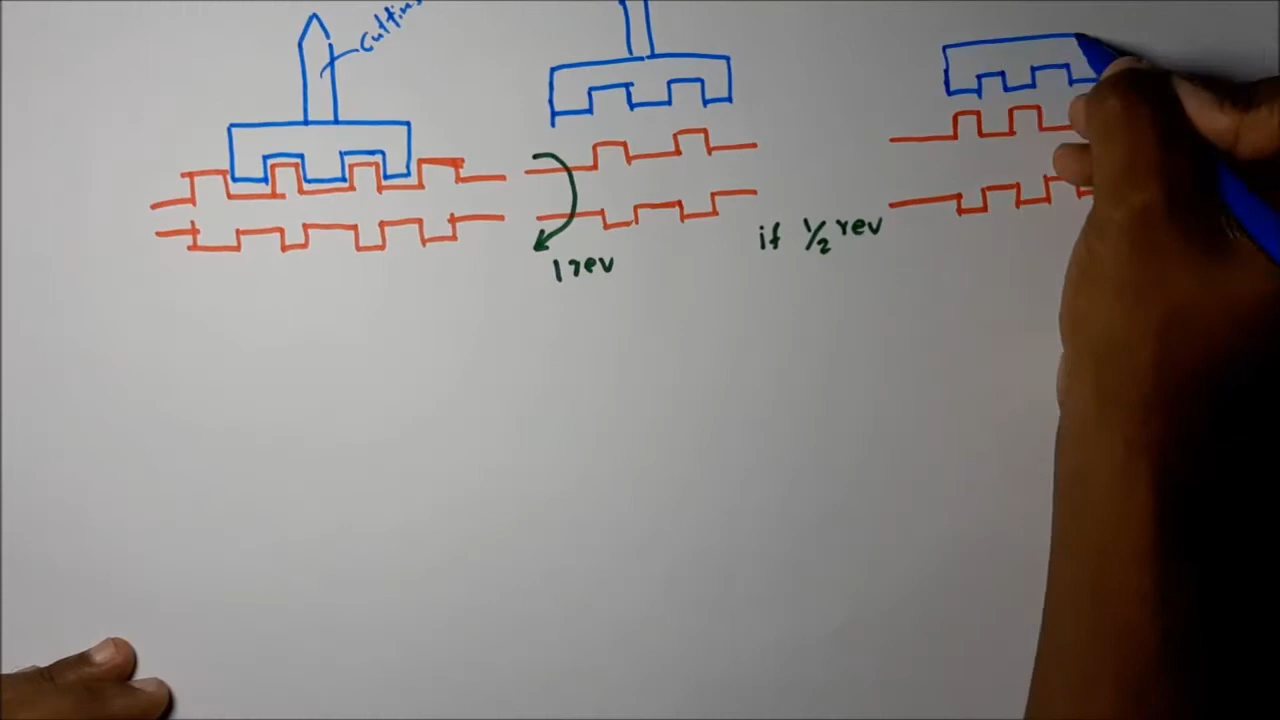 cutting
1 rev
if 1/2 rev